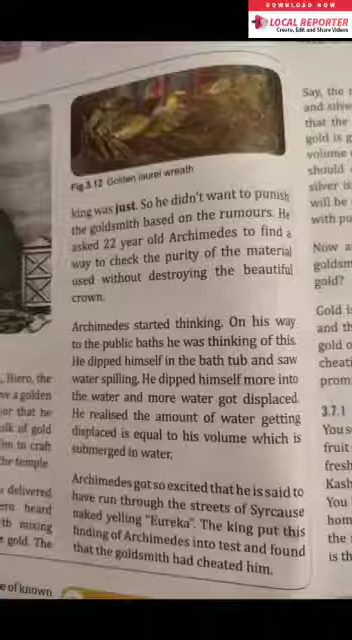 DOWNLOAD NOW
LOCAL REPORTER
Create, Edit and Share Videos
Fig.3.12 Golden laurel wreath
king was just. So he didn't want to punish
the goldsmith based on the rumours. He
asked 22 year old Archimedes to find a
way to check the purity of the material
used without destroying the beautiful
crown.
Archimedes started thinking. On his way
to the public baths he was thinking of this.
He dipped himself in the bath tub and saw
water spilling. He dipped himself more into
the water and more water got displaced.
He realised the amount of water getting
displaced is equal to his volume which is
submerged in water.
Archimedes got so excited that he is said to
have run through the streets of Syrcause
naked yelling "Eureka". The king put this
finding of Archimedes into test and found
that the goldsmith had cheated him.
Hiero, the
a golden
or that he
of gold
to craft
the temple
delivered
heard
mixing
gold. The
e of known
Say, the
and silve
that the
gold is g
volume
should
silver is
will be
with pu
Now a
goldsm
gold?
Gold i
and th
gold o
cheati
prom
3.7.1
You s
fruit
fresh
Kash
You
hom
the
is th